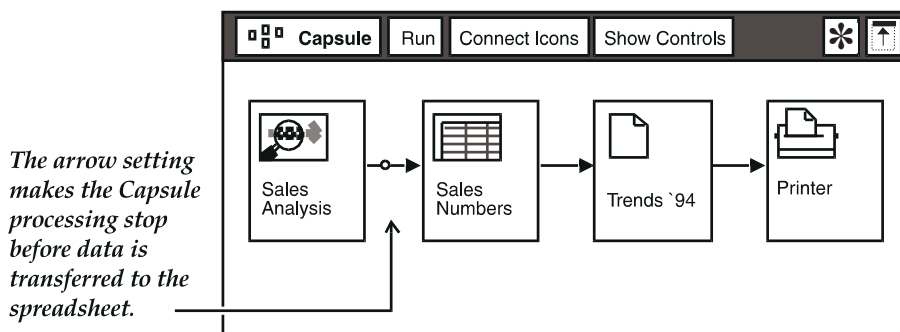 Capsule Run Connect Icons Show Controls
Sales
Analysis
Sales
Numbers
Trends `94
Printer
The arrow setting
makes the Capsule
processing stop
before data is
transferred to the
spreadsheet.